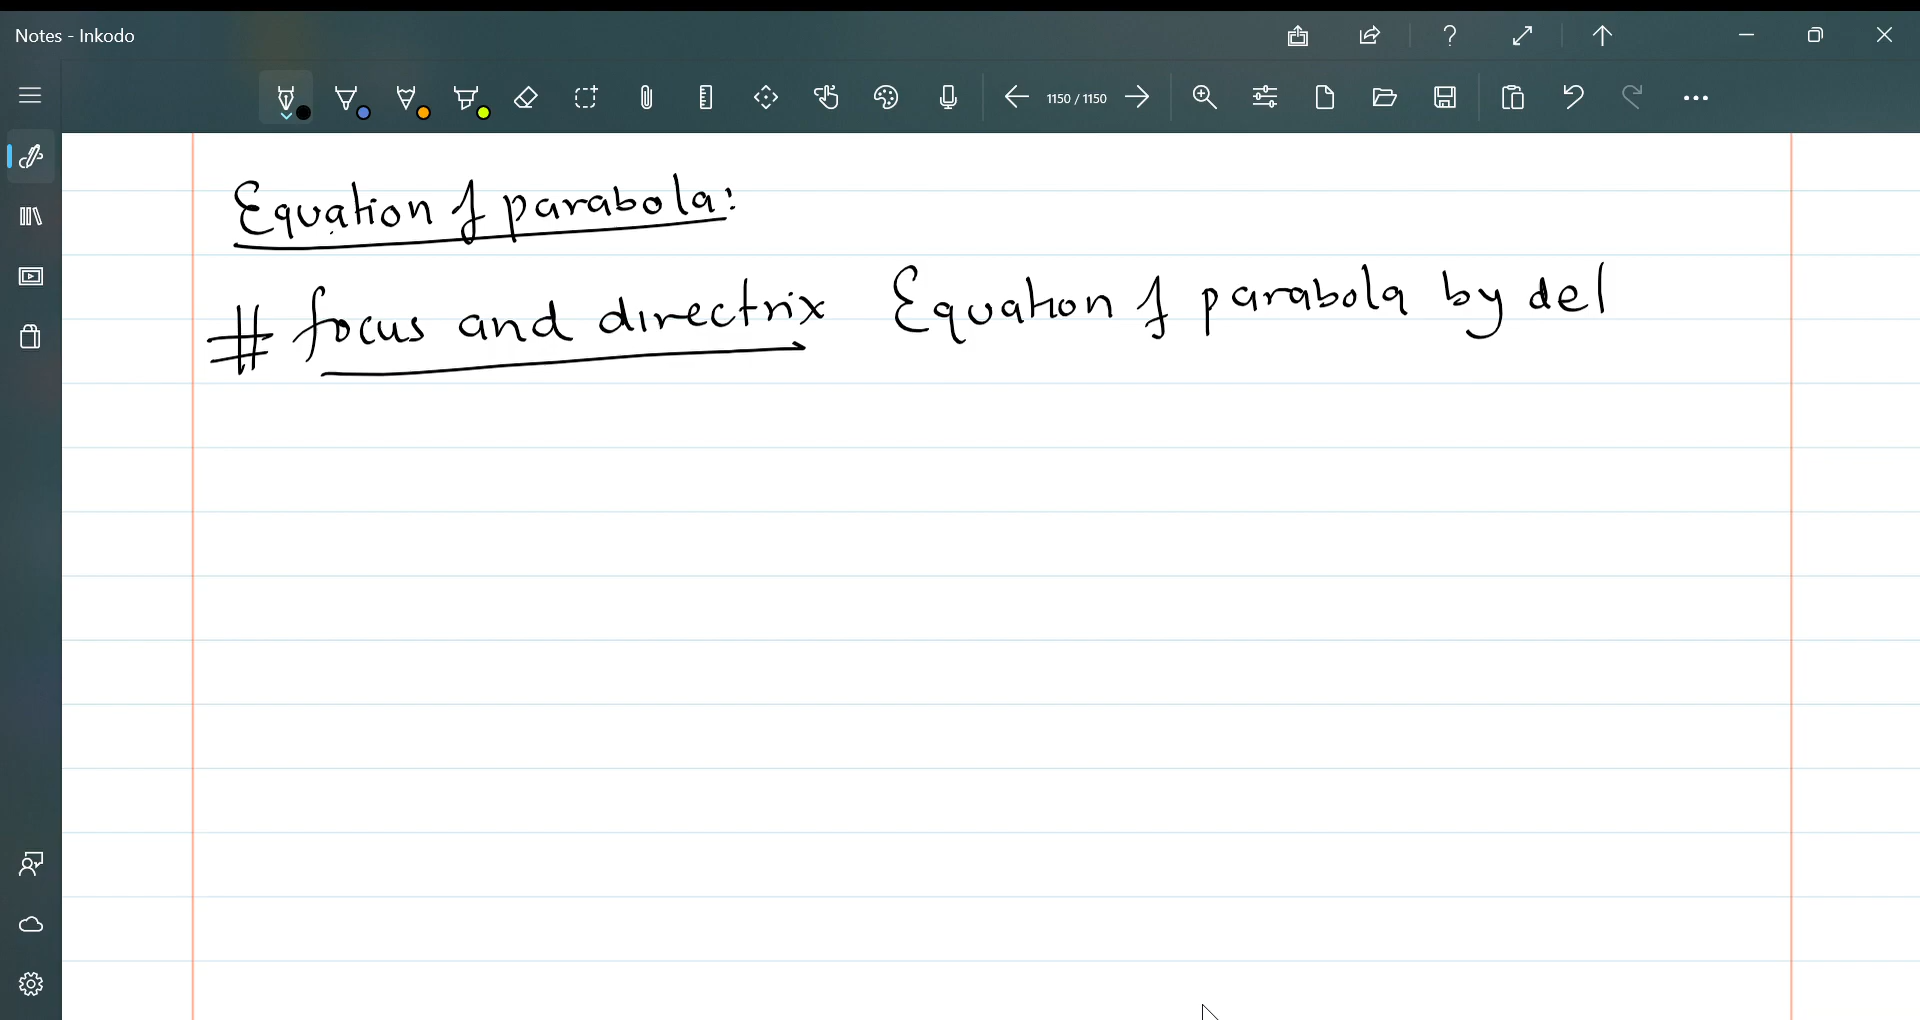 Notes - Inkodo
1150 / 1150
Equation of parabola:
# focus and directrix Equation of parabola by del